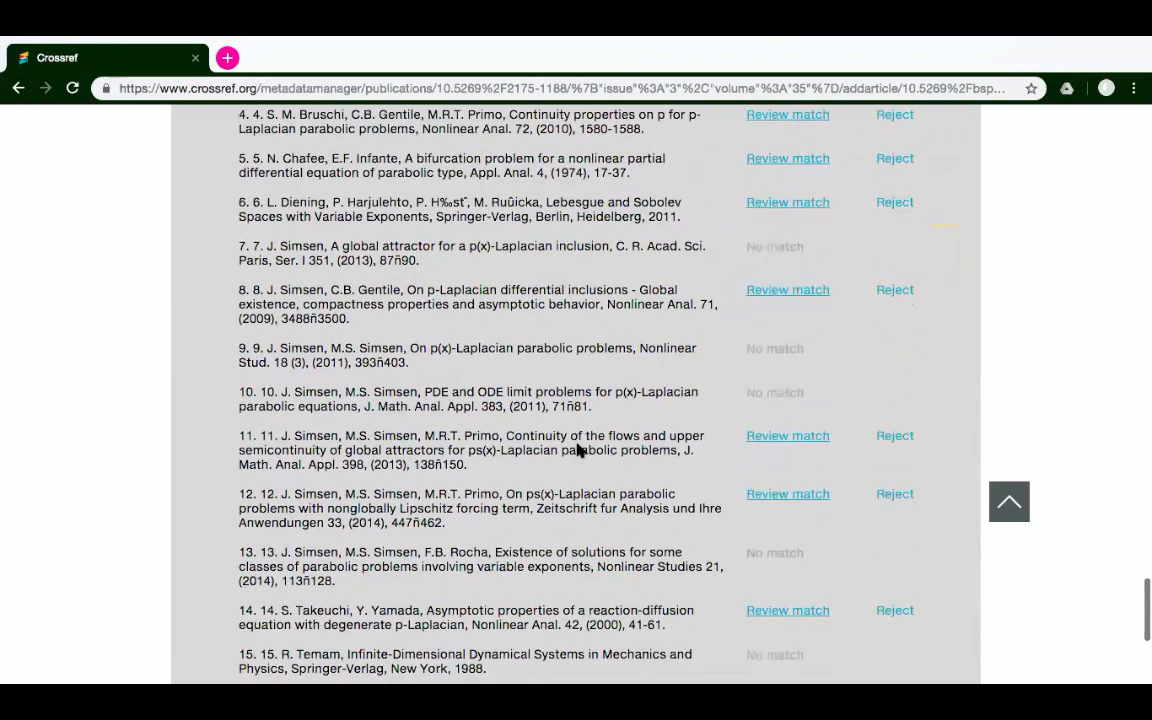 Crossref
https://www.crossref.org/metadatamanager/publications/10.5269%2F2175-1188/%7B"issue"%3A"3"%2C"volume"%3A"35"%7D/addarticle/10.5269%2Fbsp...
4. 4. S. M. Bruschi, C.B. Gentile, M.R.T. Primo, Continuity properties on p for p- Review match Reject
Laplacian parabolic problems, Nonlinear Anal. 72, (2010), 1580-1588.
5. 5. N. Chafee, E.F. Infante, A bifurcation problem for a nonlinear partial Review match Reject
differential equation of parabolic type, Appl. Anal. 4, (1974), 17-37.
6. 6. L. Diening, P. Harjulehto, P. H‰stˆ, M. Ruûicka, Lebesgue and Sobolev Review match Reject
Spaces with Variable Exponents, Springer-Verlag, Berlin, Heidelberg, 2011.
7. 7. J. Simsen, A global attractor for a p(x)-Laplacian inclusion, C. R. Acad. Sci. No match
Paris, Ser. I 351, (2013), 87ñ90.
8. 8. J. Simsen, C.B. Gentile, On p-Laplacian differential inclusions - Global Review match Reject
existence, compactness properties and asymptotic behavior, Nonlinear Anal. 71,
(2009), 3488ñ3500.
9. 9. J. Simsen, M.S. Simsen, On p(x)-Laplacian parabolic problems, Nonlinear No match
Stud. 18 (3), (2011), 393ñ403.
10. 10. J. Simsen, M.S. Simsen, PDE and ODE limit problems for p(x)-Laplacian No match
parabolic equations, J. Math. Anal. Appl. 383, (2011), 71ñ81.
11. 11. J. Simsen, M.S. Simsen, M.R.T. Primo, Continuity of the flows and upper Review match Reject
semicontinuity of global attractors for ps(x)-Laplacian parabolic problems, J.
Math. Anal. Appl. 398, (2013), 138ñ150.
12. 12. J. Simsen, M.S. Simsen, M.R.T. Primo, On ps(x)-Laplacian parabolic Review match Reject
problems with nonglobally Lipschitz forcing term, Zeitschrift fur Analysis und Ihre
Anwendungen 33, (2014), 447ñ462.
13. 13. J. Simsen, M.S. Simsen, F.B. Rocha, Existence of solutions for some No match
classes of parabolic problems involving variable exponents, Nonlinear Studies 21,
(2014), 113ñ128.
14. 14. S. Takeuchi, Y. Yamada, Asymptotic properties of a reaction-diffusion Review match Reject
equation with degenerate p-Laplacian, Nonlinear Anal. 42, (2000), 41-61.
15. 15. R. Temam, Infinite-Dimensional Dynamical Systems in Mechanics and No match
Physics, Springer-Verlag, New York, 1988.